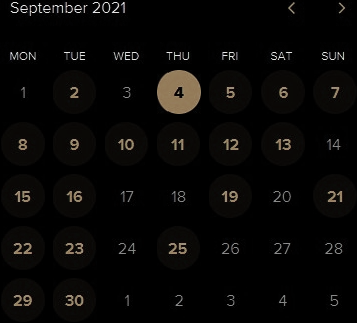 September 2021
MON TUE WED THU FRI SAT SUN
1 2 3 4 5 6 7
8 9 10 11 12 13 14
15 16 17 18 19 20 21
22 23 24 25 26 27 28
29 30 1 2 3 4 5